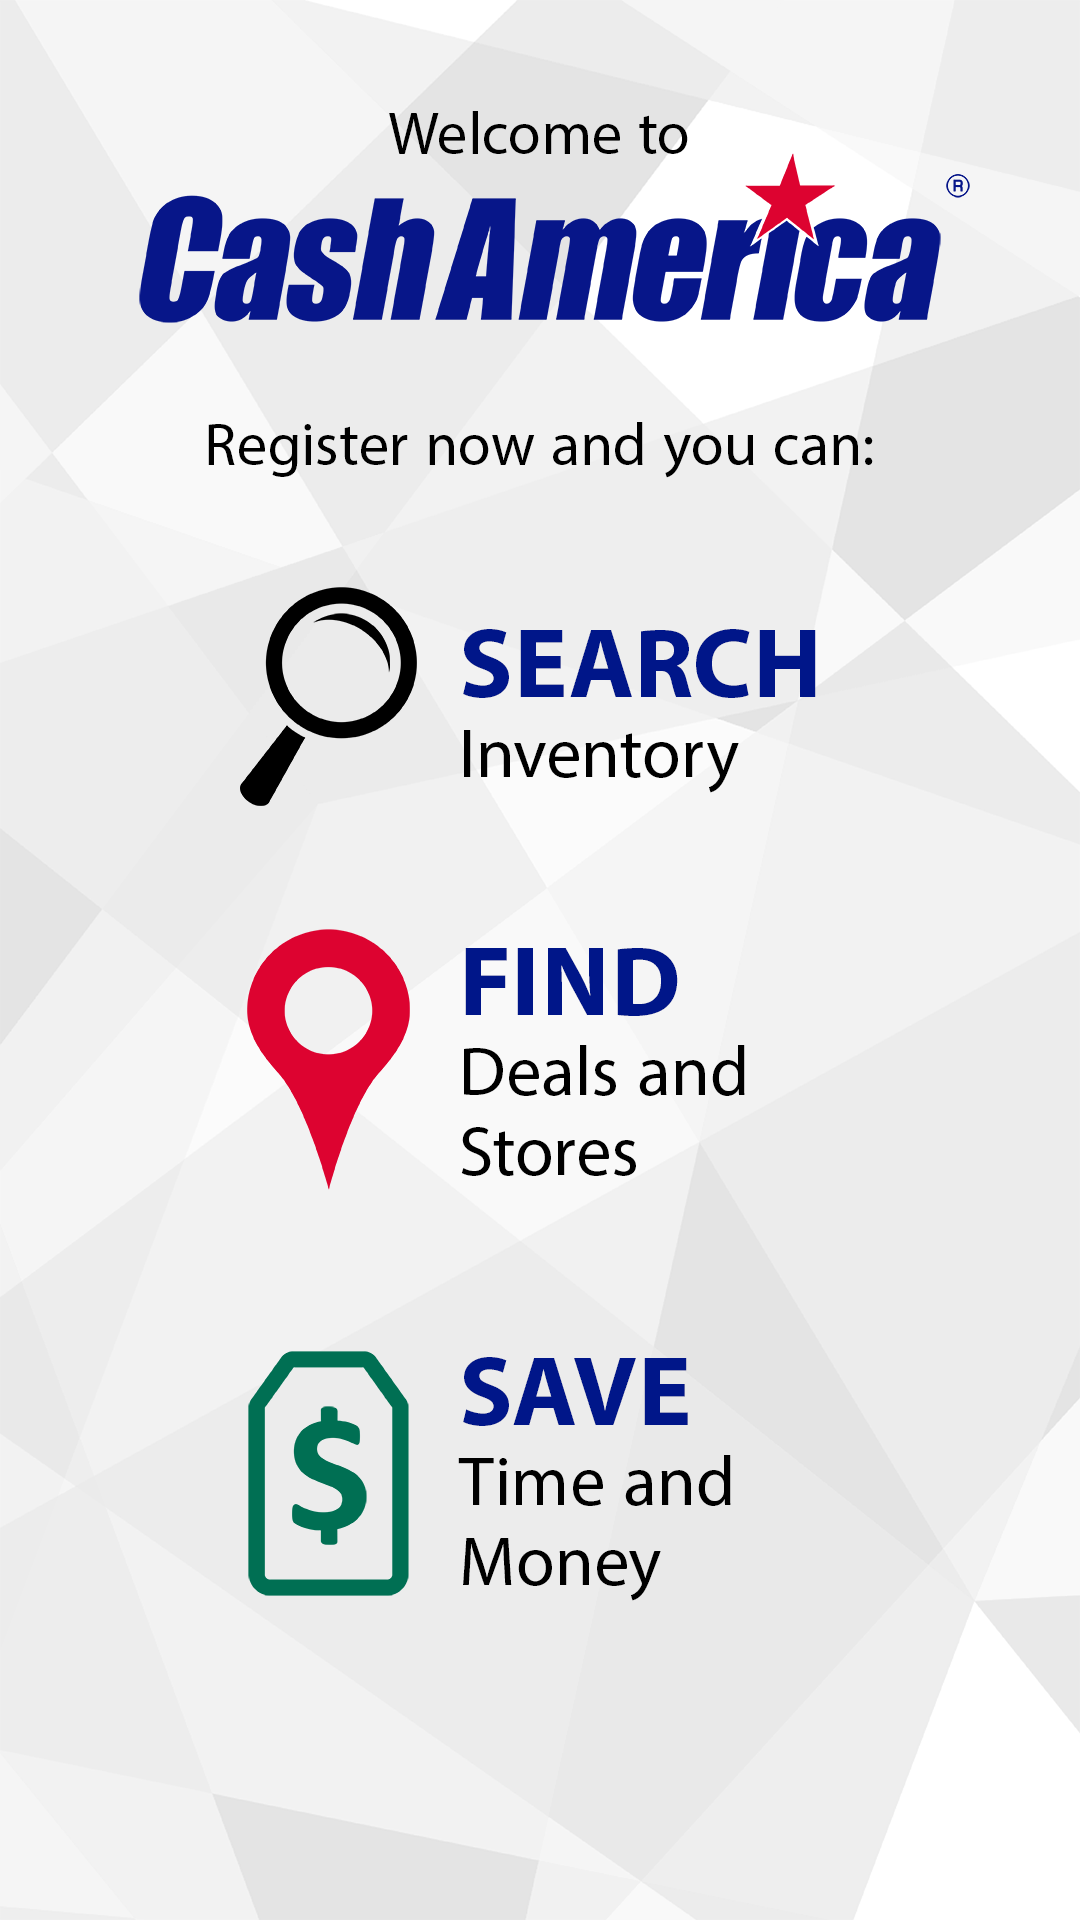 Welcome to
CashAmerica®
Register now and you can:
SEARCH
Inventory
FIND
Deals and
Stores
$
SAVE
Time and
Money